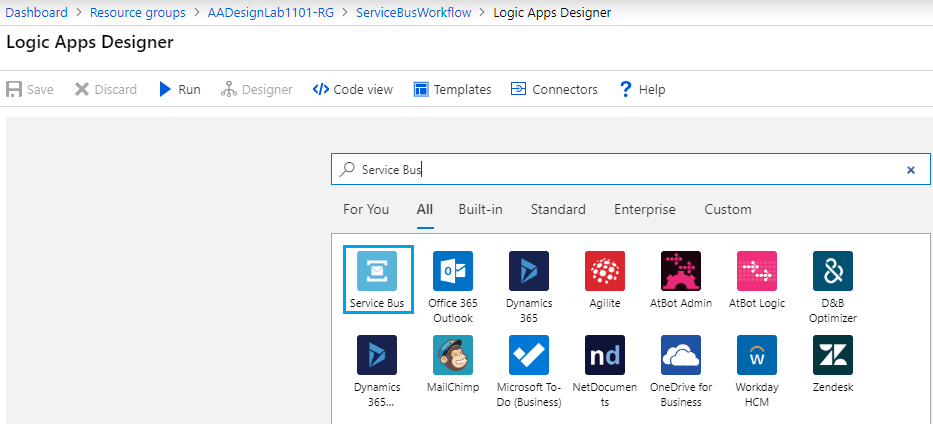 Dashboard > Resource groups > AADesignLab1101-RG > ServiceBusWorkflow > Logic Apps Designer
Logic Apps Designer
Save Discard Run Designer Code view Templates Connectors Help
Service Bus
For You All Built-in Standard Enterprise Custom
Service Bus
Office 365
Outlook
Dynamics
365
Agilite
AtBot Admin
AtBot Logic
D&B
Optimizer
Dynamics
365...
MailChimp
Microsoft To-
Do (Business)
nd
NetDocume
nts
OneDrive for
Business
w
Workday
HCM
Zendesk